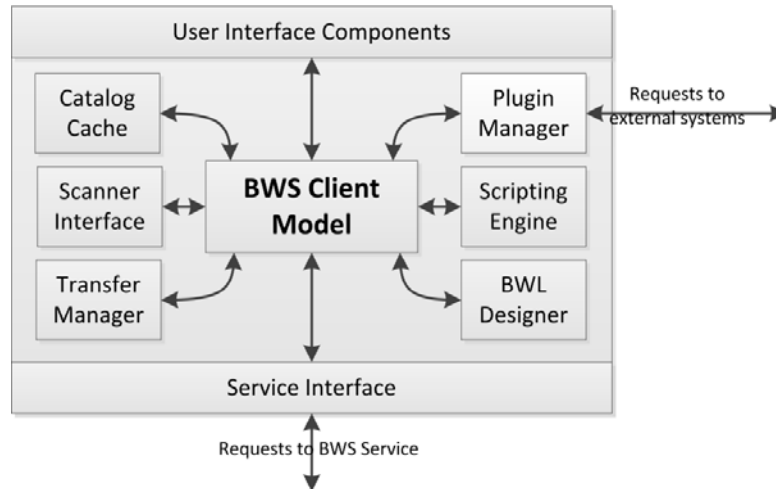 User Interface Components
Catalog
Cache
Plugin
Manager
Requests to
external systems
Scanner
Interface
BWS Client
Model
Scripting
Engine
Transfer
Manager
BWL
Designer
Service Interface
Requests to BWS Service